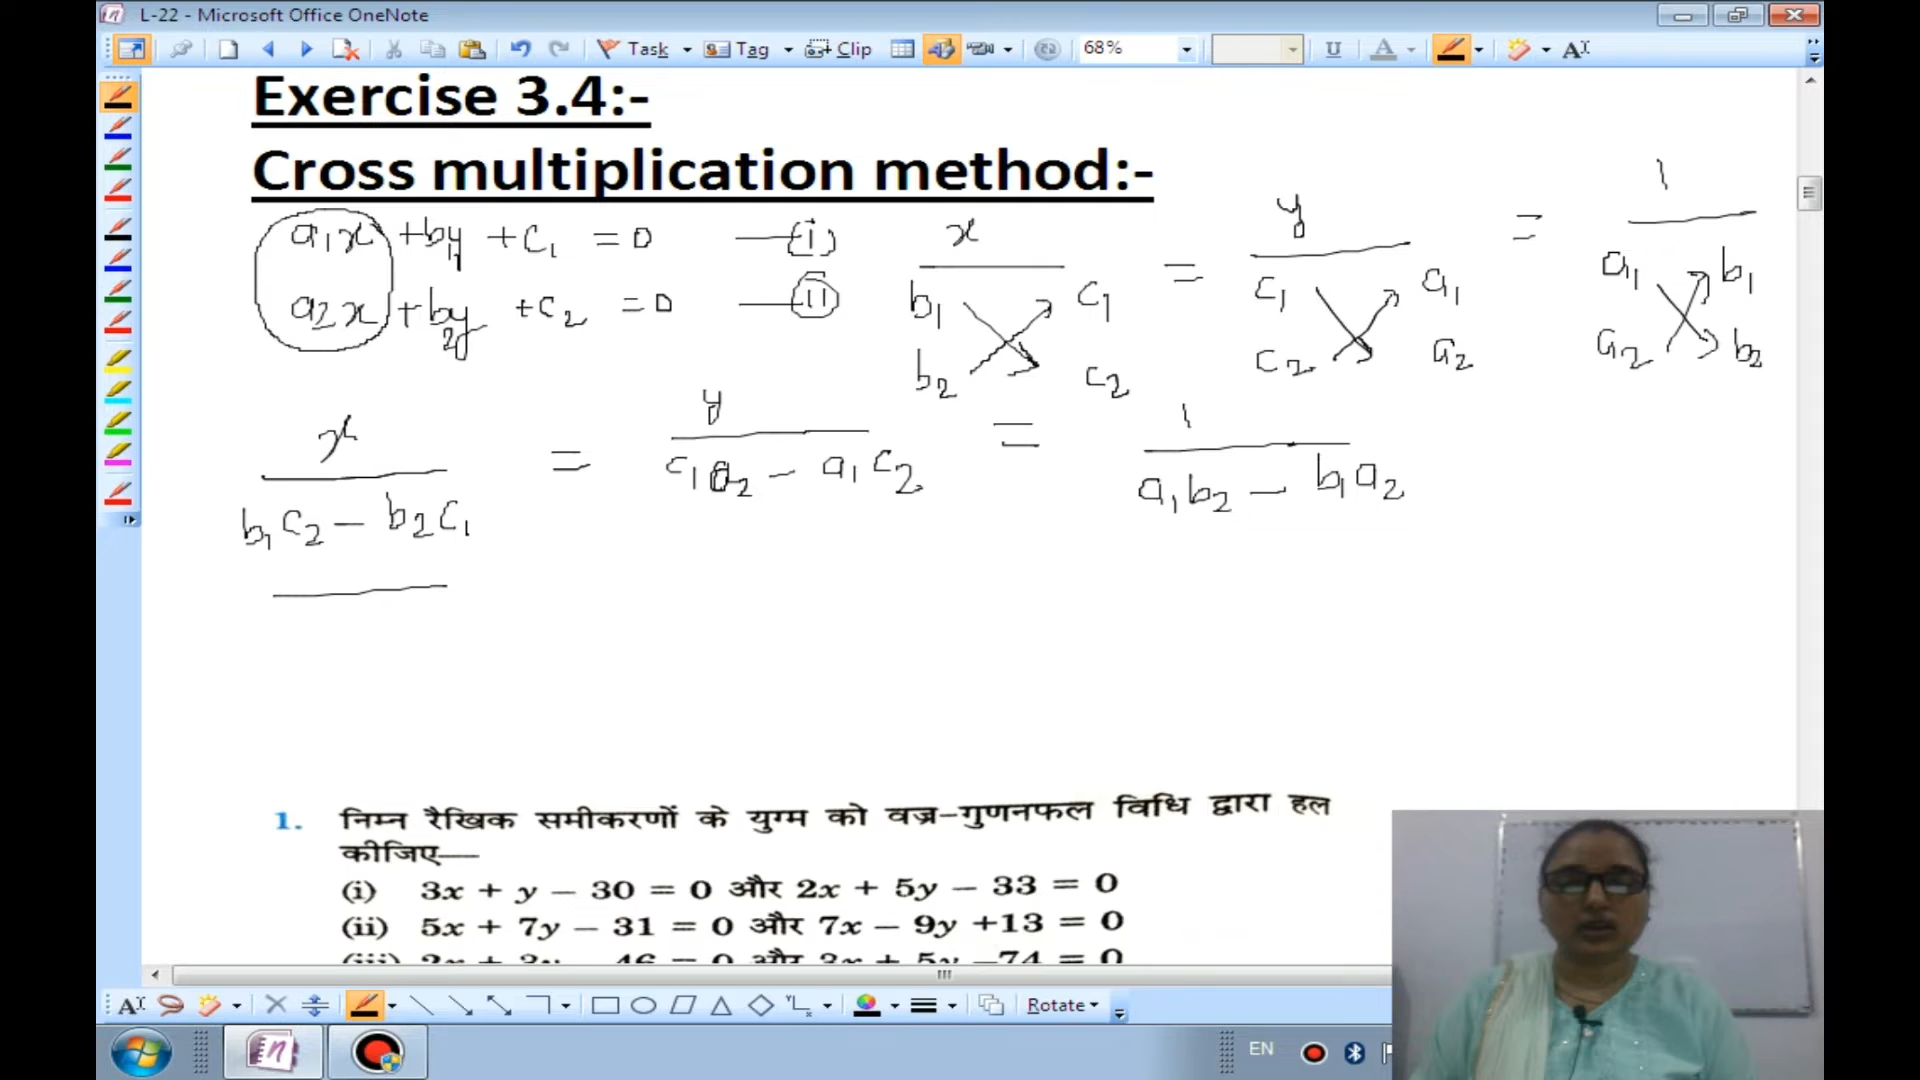 L-22 - Microsoft Office OneNote
Task Tag Clip 68% U A
Exercise 3.4:-
Cross multiplication method:-
a₁x + b₁y + c₁ = 0 —(i)
a₂x + b₂y + c₂ = 0 —(ii)
x / b₁ c₁ b₂ c₂ = y / c₁ a₁ c₂ a₂ = 1 / a₁ b₁ a₂ b₂
x / b₁c₂ – b₂c₁ = y / c₁a₂ – a₁c₂ = 1 / a₁b₂ – b₁a₂
1. निम्न रैखिक समीकरणों के युग्म को वज्र-गुणनफल विधि द्वारा हल
कीजिए—
(i) 3x + y – 30 = 0 और 2x + 5y – 33 = 0
(ii) 5x + 7y – 31 = 0 और 7x – 9y +13 = 0
Rotate
EN